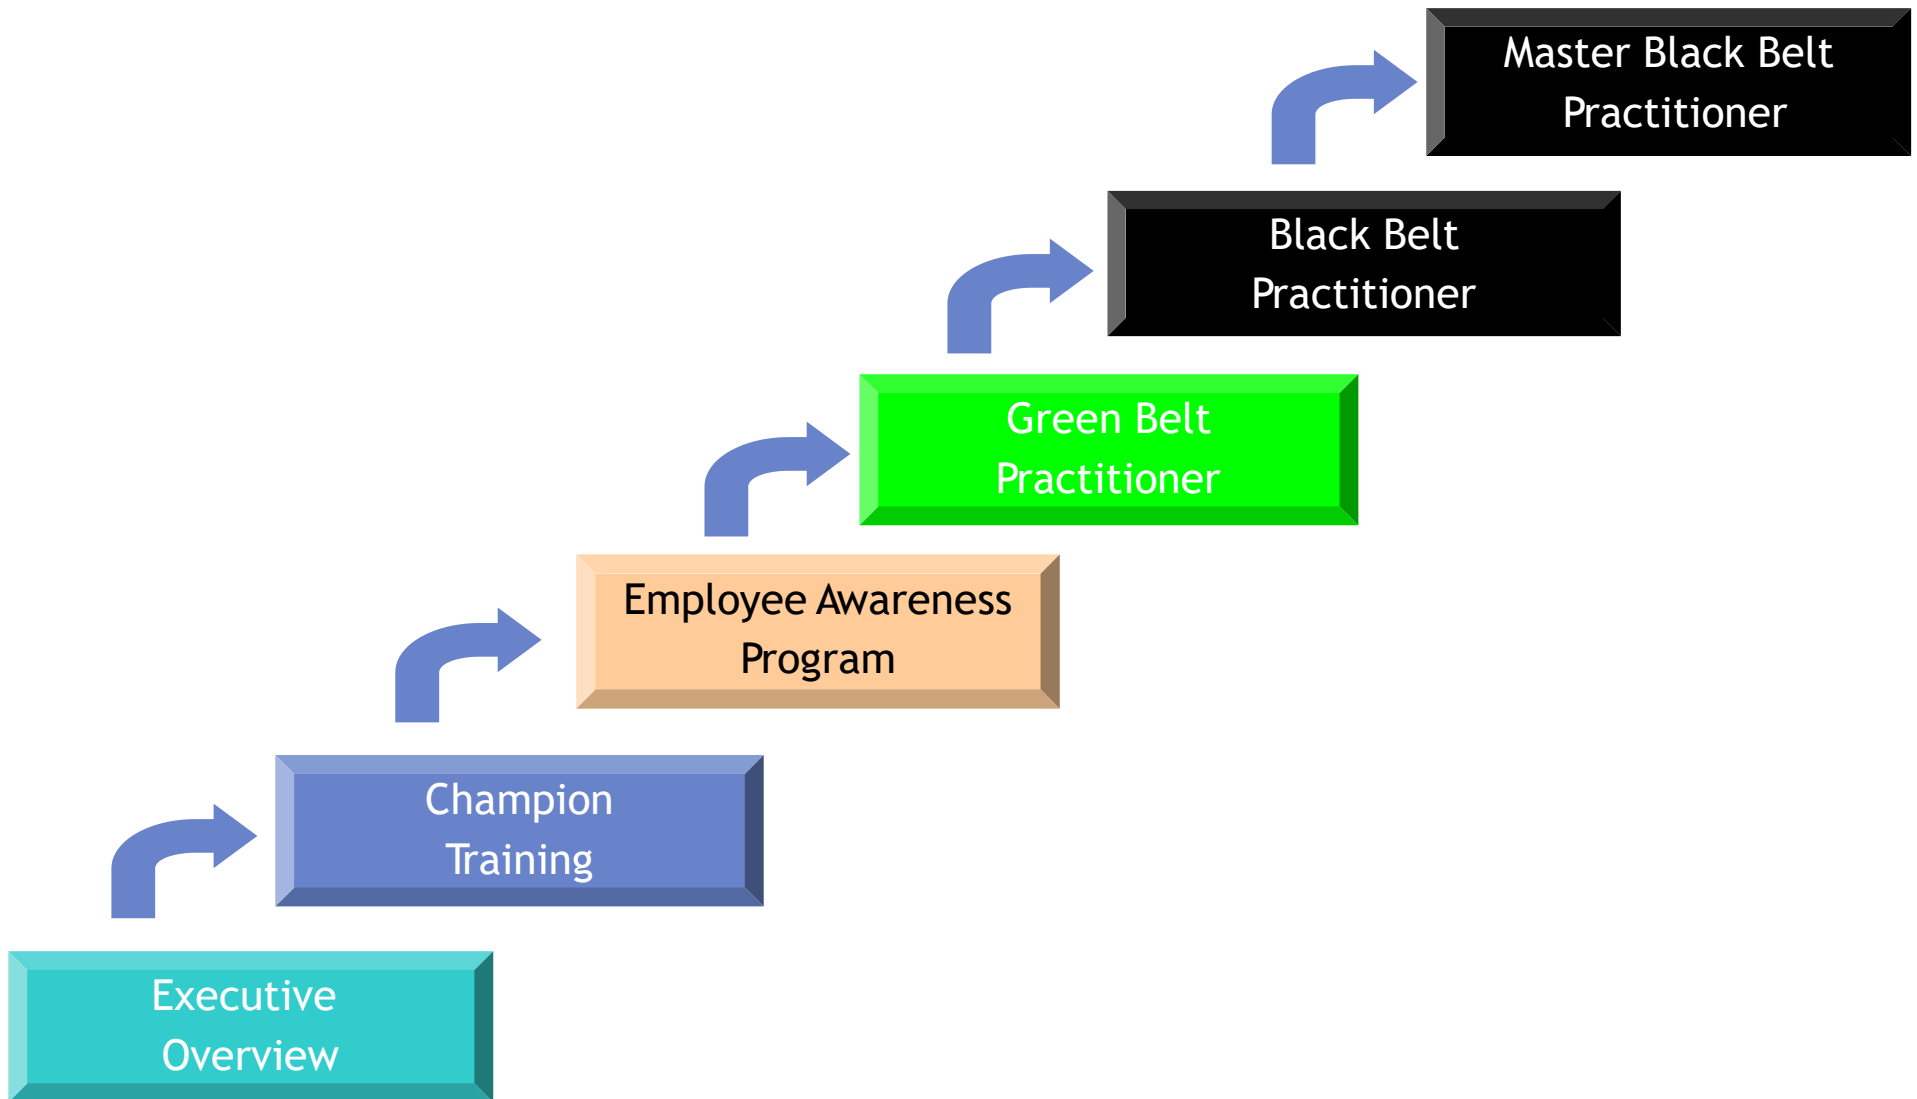 Master Black Belt
Practitioner
Black Belt
Practitioner
Green Belt
Practitioner
Employee Awareness
Program
Champion
Training
Executive
Overview